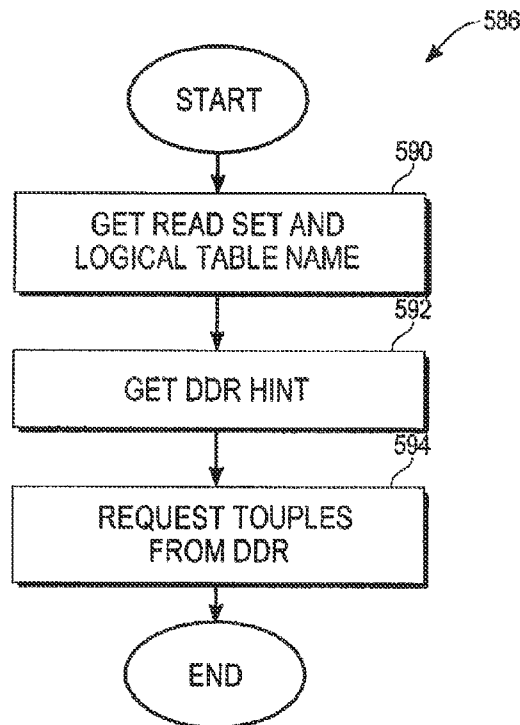 586
START
590
GET READ SET AND
LOGICAL TABLE NAME
592
GET DDR HINT
594
REQUEST TOUPLES
FROM DDR
END